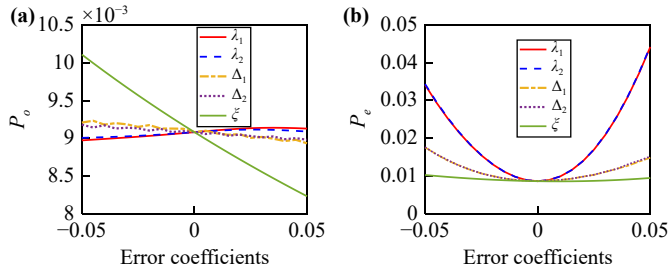 (a)
×10⁻³
10.5
10
9.5
9
8.5
8
P_o
λ₁
λ₂
Δ₁
Δ₂
ξ
−0.05
0
0.05
Error coefficients
(b)
0.05
0.04
0.03
0.02
0.01
0
P_e
λ₁
λ₂
Δ₁
Δ₂
ξ
−0.05
0
0.05
Error coefficients